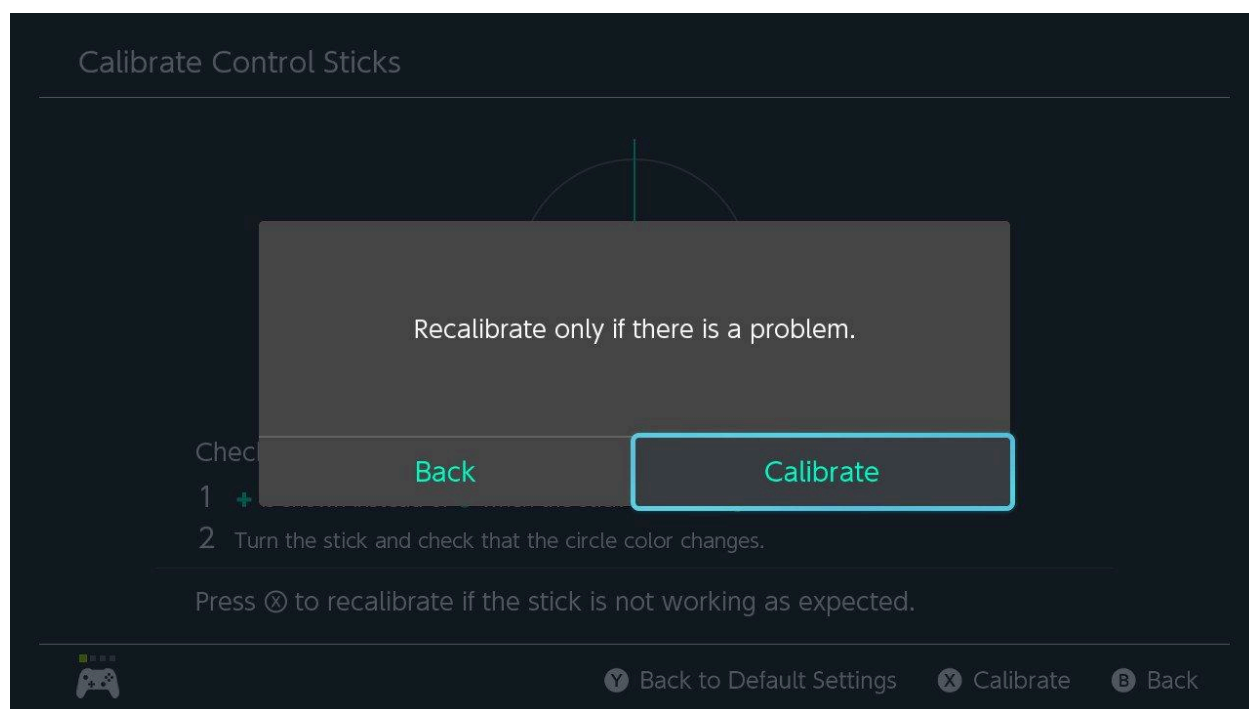 Calibrate Control Sticks
Recalibrate only if there is a problem.
Back
Calibrate
Chec
1 +
2 Turn the stick and check that the circle color changes.
Press Ⓧ to recalibrate if the stick is not working as expected.
Ⓨ Back to Default Settings Ⓧ Calibrate Ⓑ Back